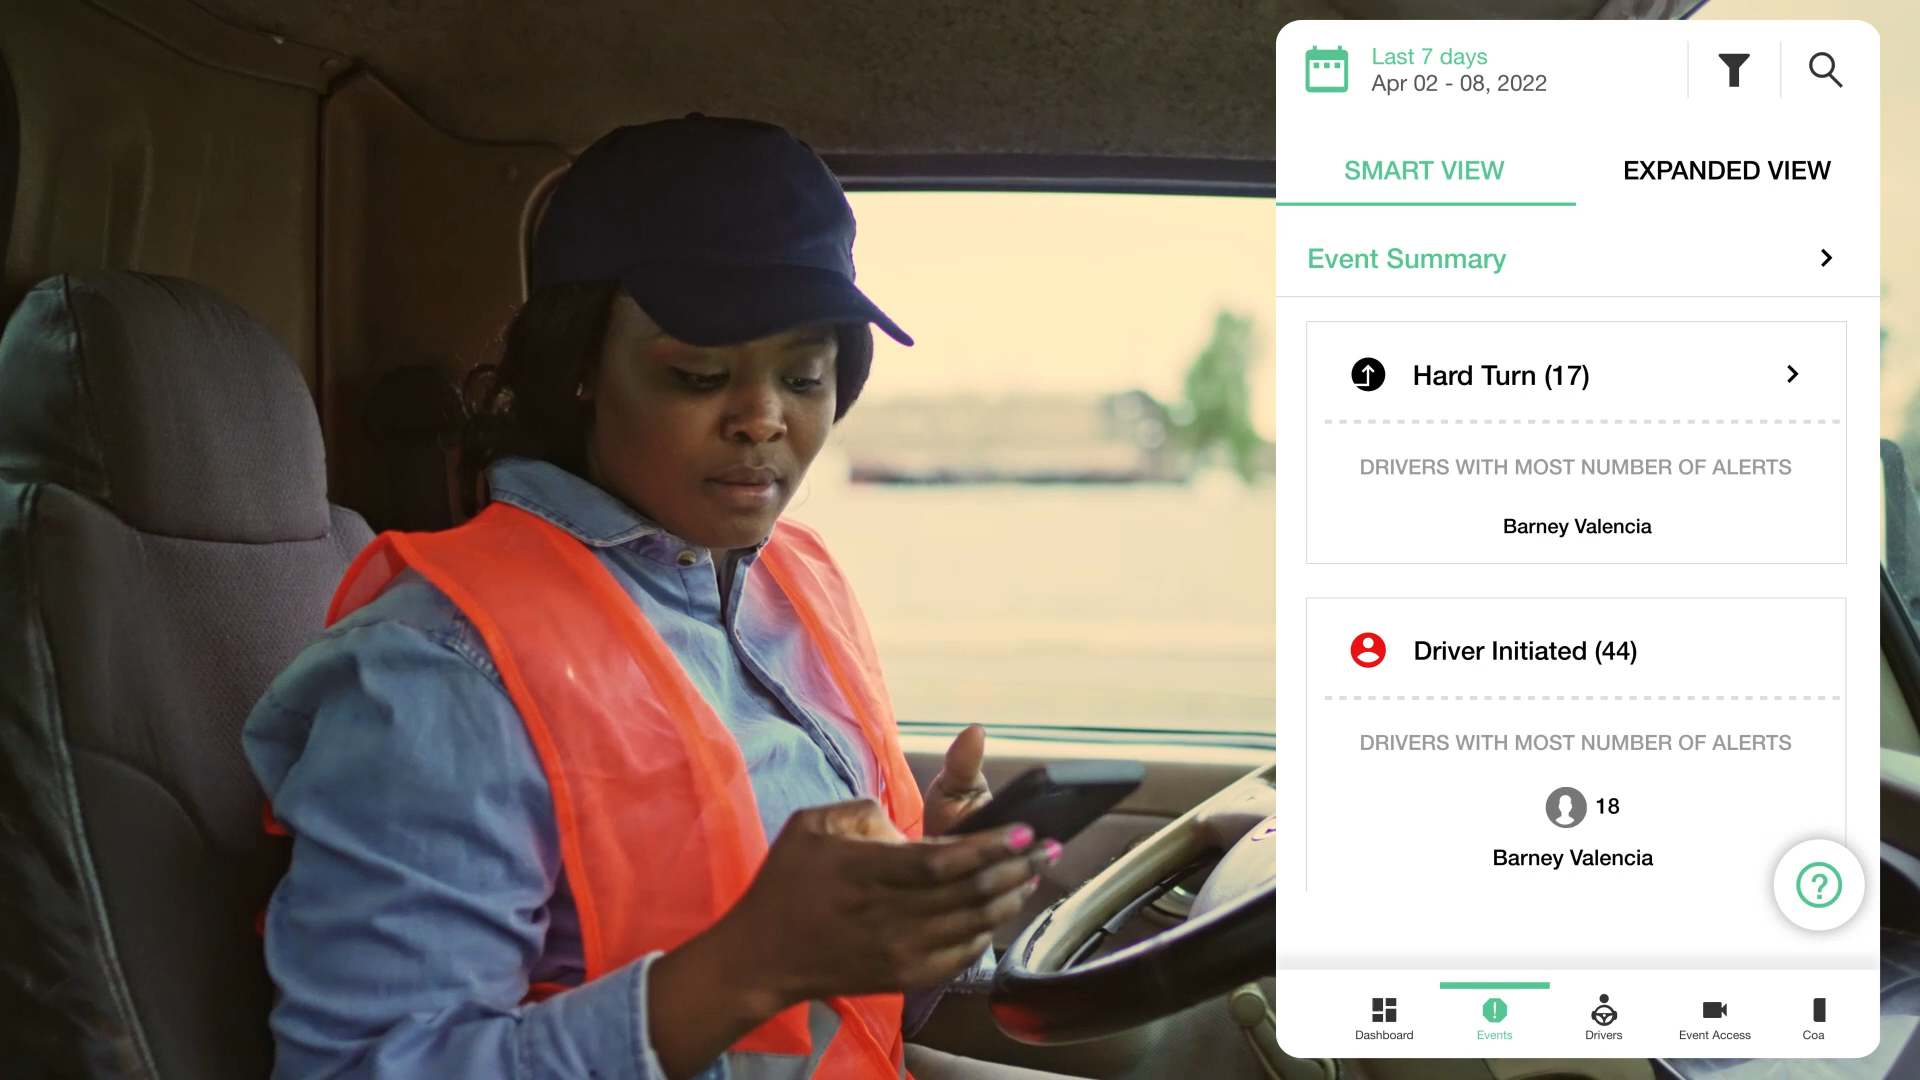 Last 7 days
Apr 02 - 08, 2022
SMART VIEW
EXPANDED VIEW
Event Summary
Hard Turn (17)
DRIVERS WITH MOST NUMBER OF ALERTS
Barney Valencia
Driver Initiated (44)
DRIVERS WITH MOST NUMBER OF ALERTS
18
Barney Valencia
?
Dashboard
Events
Drivers
Event Access
Coa